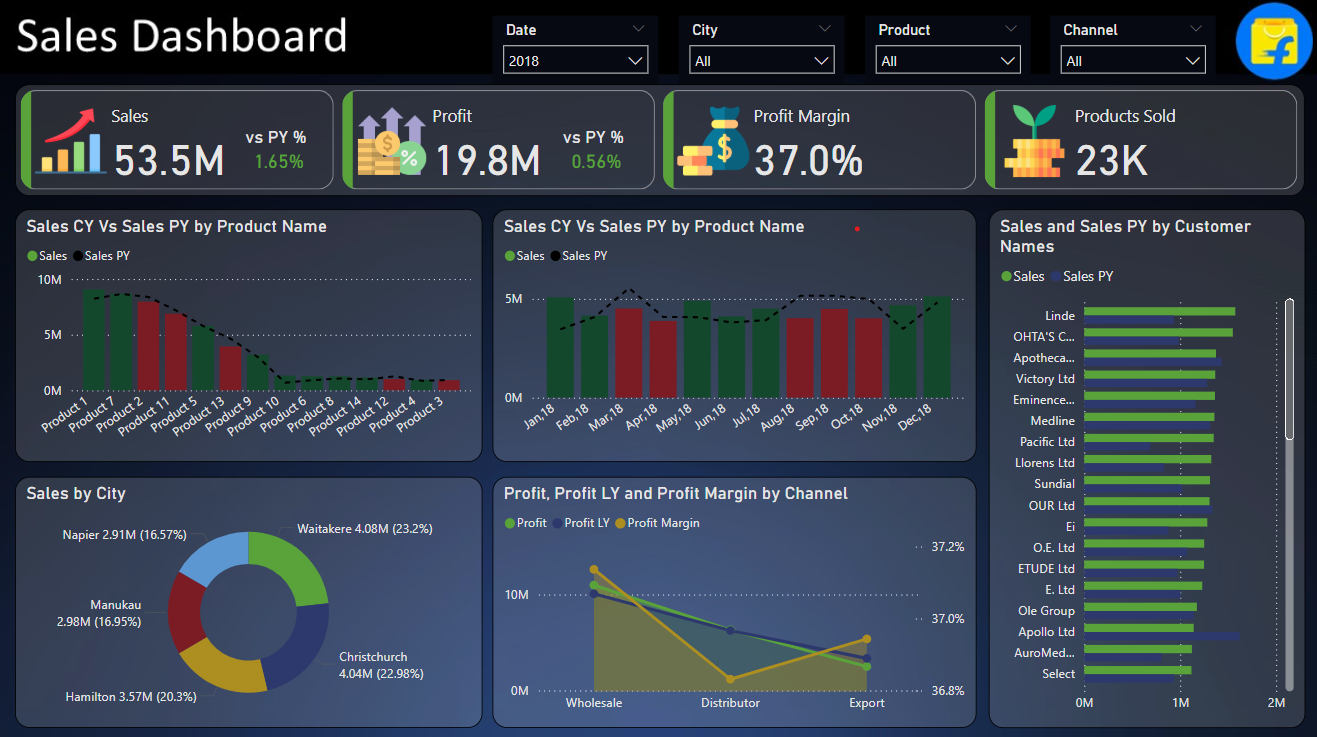 Sales Dashboard
Date
2018
City
All
Product
All
Channel
All
Sales
53.5M
vs PY %
1.65%
Profit
19.8M
vs PY %
0.56%
Profit Margin
37.0%
Products Sold
23K
Sales CY Vs Sales PY by Product Name
Sales Sales PY
10M
5M
0M
Product 1
Product 7
Product 2
Product 11
Product 5
Product 13
Product 9
Product 10
Product 6
Product 8
Product 14
Product 12
Product 4
Product 3
Sales CY Vs Sales PY by Product Name
Sales Sales PY
5M
0M
Jan,18
Feb,18
Mar,18
Apr,18
May,18
Jun,18
Jul,18
Aug,18
Sep,18
Oct,18
Nov,18
Dec,18
Sales and Sales PY by Customer
Names
Sales Sales PY
Linde
OHTA'S C...
Apotheca...
Victory Ltd
Eminence...
Medline
Pacific Ltd
Llorens Ltd
Sundial
OUR Ltd
Ei
O.E. Ltd
ETUDE Ltd
E. Ltd
Ole Group
Apollo Ltd
AuroMed...
Select
0M 1M 2M
Sales by City
Waitakere 4.08M (23.2%)
Napier 2.91M (16.57%)
Manukau
2.98M (16.95%)
Christchurch
4.04M (22.98%)
Hamilton 3.57M (20.3%)
Profit, Profit LY and Profit Margin by Channel
Profit Profit LY Profit Margin
10M
0M
37.2%
37.0%
36.8%
Wholesale Distributor Export